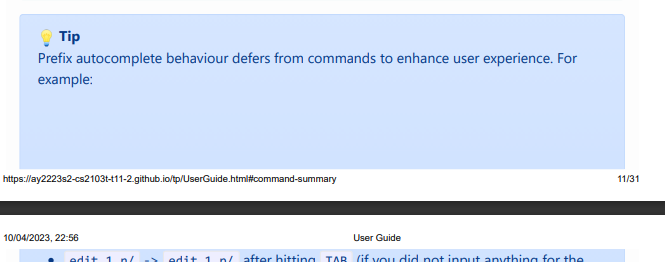 Tip
Prefix autocomplete behaviour defers from commands to enhance user experience. For
example:
https://ay2223s2-cs2103t-t11-2.github.io/tp/UserGuide.html#command-summary 11/31
10/04/2023, 22:56 User Guide
• edit 1 n/ -> edit 1 p/ after hitting TAB (if you did not input anything for the